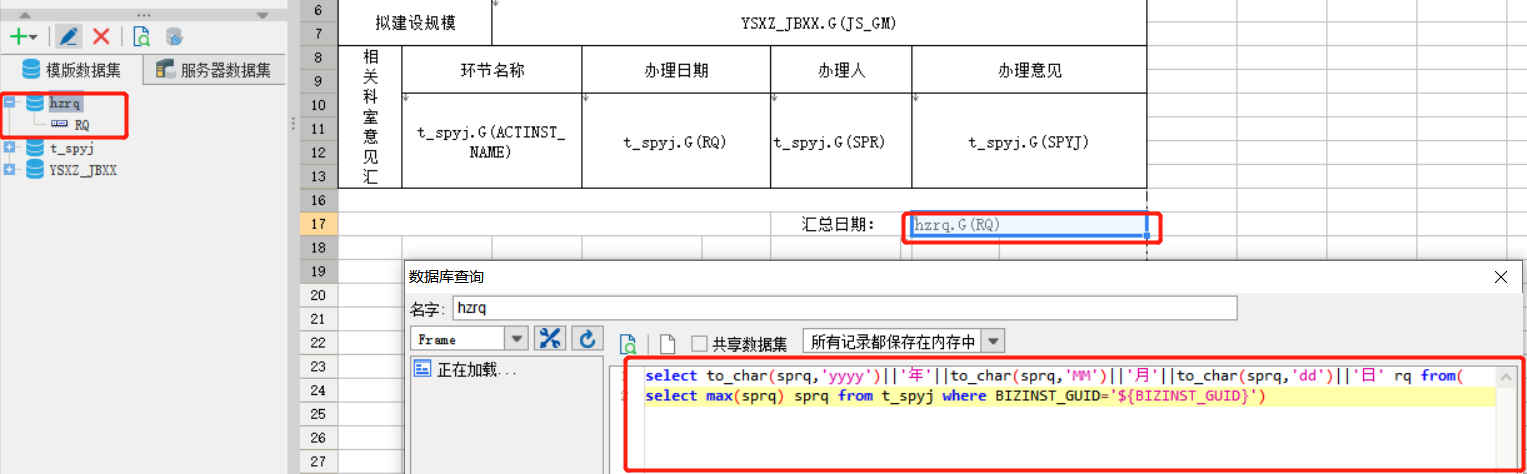 模版数据集
服务器数据集
hzrq
RQ
t_spyj
YSXZ_JBXX
6
7
8
9
10
11
12
13
16
17
18
19
20
21
22
23
24
25
26
27
拟建设规模
YSXZ_JBXX.G(JS_GM)
相关科室意见汇
环节名称
办理日期
办理人
办理意见
t_spyj.G(ACTINST_
NAME)
t_spyj.G(RQ)
t_spyj.G(SPR)
t_spyj.G(SPYJ)
汇总日期:
hzrq.G(RQ)
数据库查询
名字:
hzrq
Frame
共享数据集
所有记录都保存在内存中
正在加载...
select to_char(sprq,'yyyy')||'年'||to_char(sprq,'MM')||'月'||to_char(sprq,'dd')||'日' rq from(
select max(sprq) sprq from t_spyj where BIZINST_GUID='${BIZINST_GUID}')